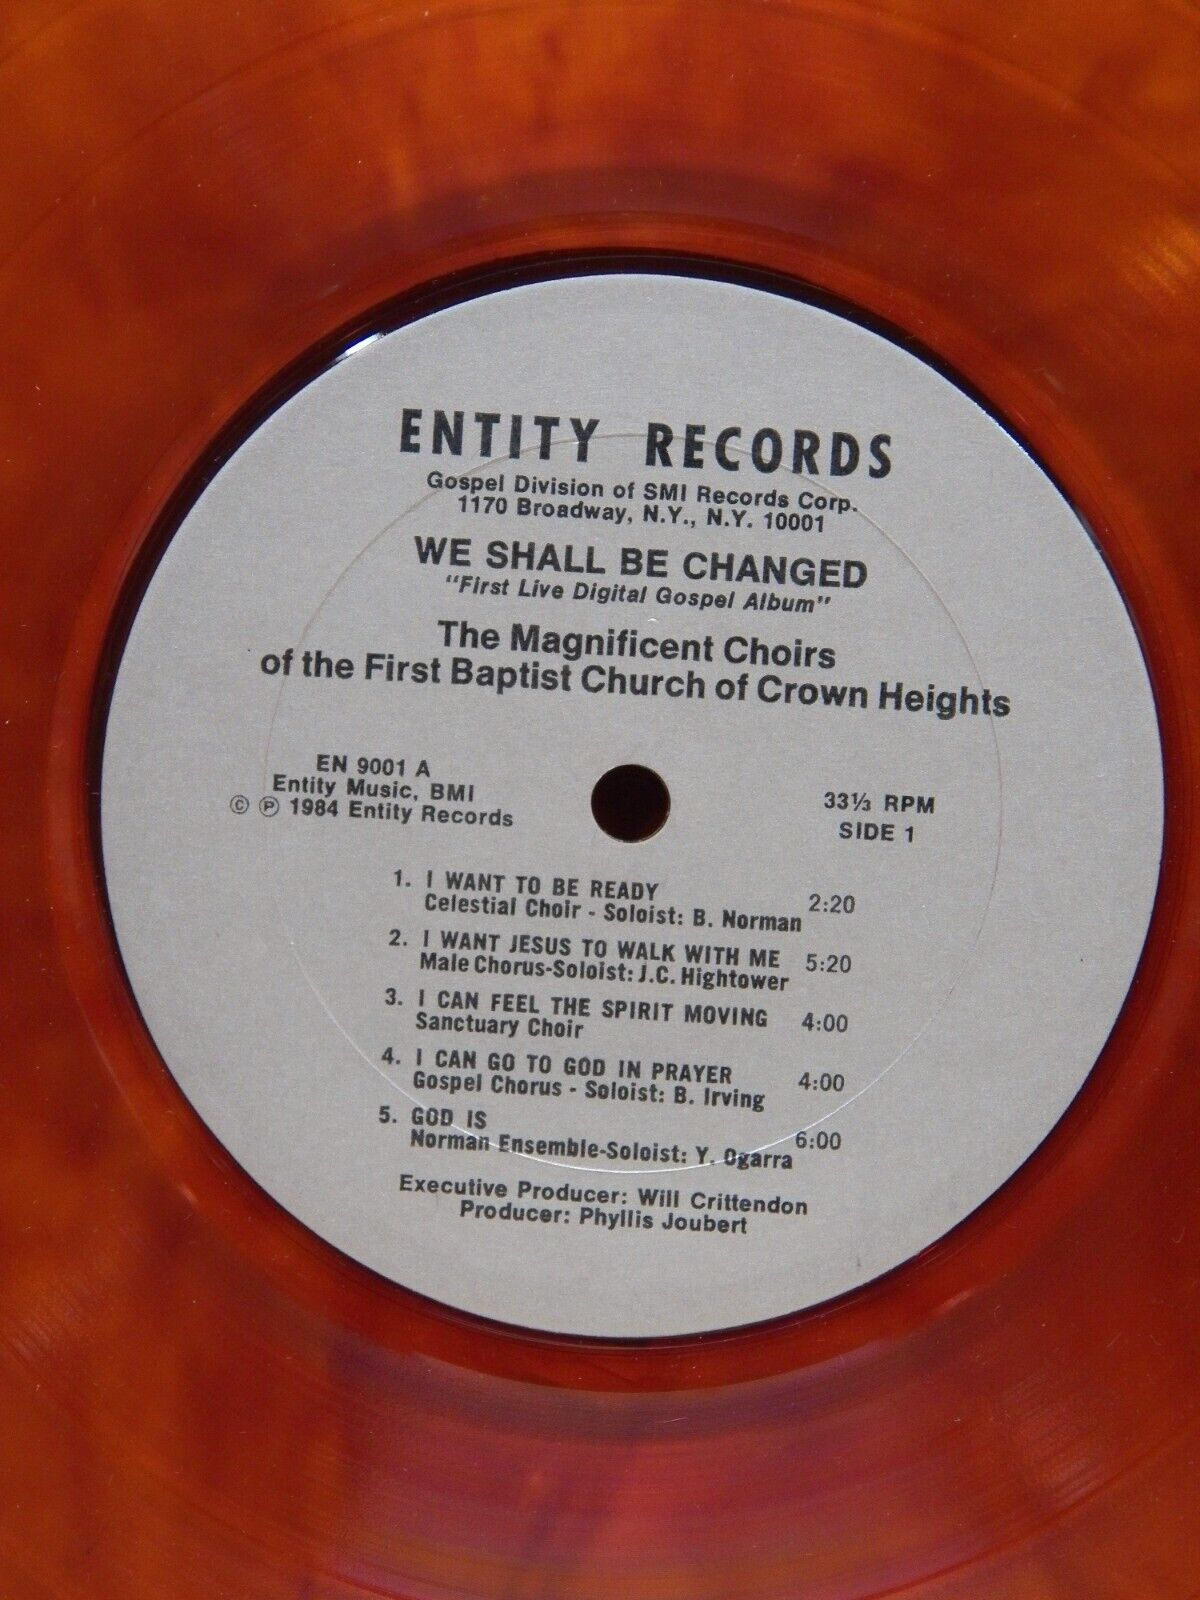 ENTITY RECORDS
Gospel Division of SMI Records Corp.
1170 Broadway, N.Y., N.Y. 10001
WE SHALL BE CHANGED
"First Live Digital Gospel Album"
The Magnificent Choirs
of the First Baptist Church of Crown Heights
EN 9001 A
Entity Music, BMI
© ℗ 1984 Entity Records
33⅓ RPM
SIDE 1
1. I WANT TO BE READY 2:20
Celestial Choir - Soloist: B. Norman
2. I WANT JESUS TO WALK WITH ME 5:20
Male Chorus-Soloist: J.C. Hightower
3. I CAN FEEL THE SPIRIT MOVING 4:00
Sanctuary Choir
4. I CAN GO TO GOD IN PRAYER 4:00
Gospel Chorus - Soloist: B. Irving
5. GOD IS 6:00
Norman Ensemble-Soloist: Y. Ogarra
Executive Producer: Will Crittendon
Producer: Phyllis Joubert